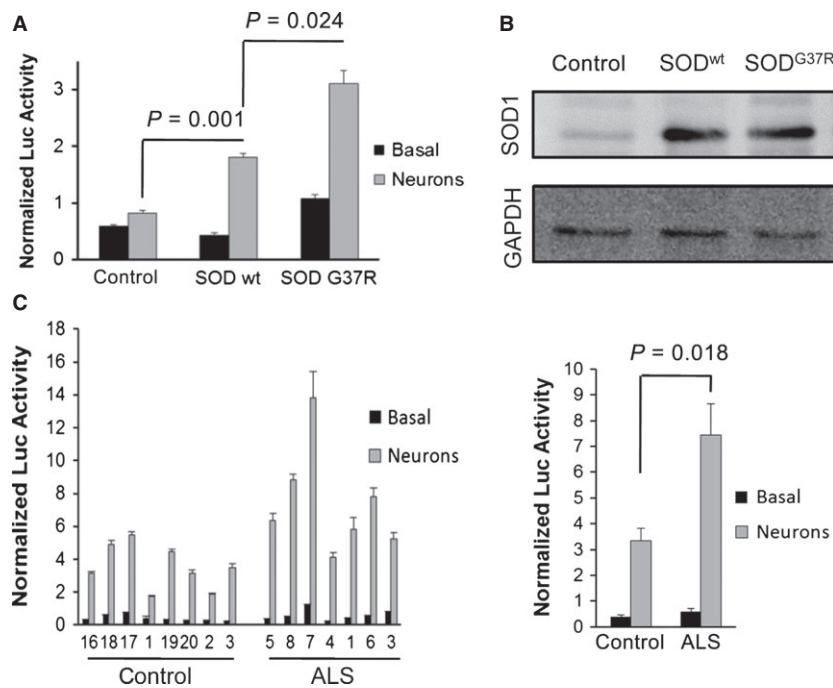 A
P = 0.024
P = 0.001
Normalized Luc Activity
3
2
1
0
Basal
Neurons
Control SOD wt SOD G37R
B
Control SODwt SODG37R
SOD1
GAPDH
C
Normalized Luc Activity
18
16
14
12
10
8
6
4
2
0
Basal
Neurons
16 18 17 1 19 20 2 3 5 8 7 4 1 6 3
Control ALS
P = 0.018
Normalized Luc Activity
10
9
8
7
6
5
4
3
2
1
0
Basal
Neurons
Control ALS